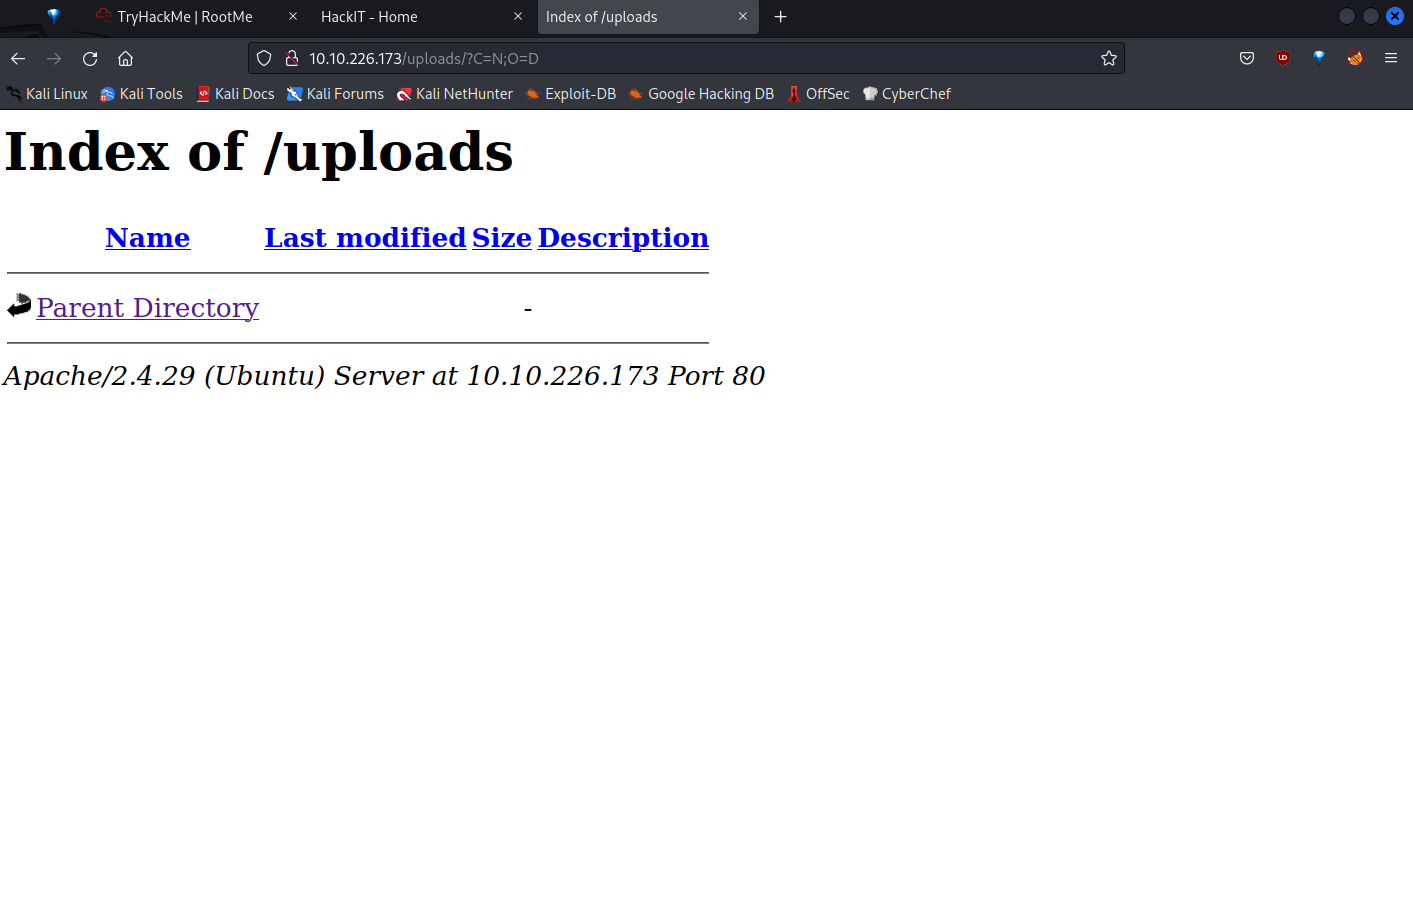 TryHackMe | RootMe
HackIT - Home
Index of /uploads
10.10.226.173/uploads/?C=N;O=D
Kali Linux
Kali Tools
Kali Docs
Kali Forums
Kali NetHunter
Exploit-DB
Google Hacking DB
OffSec
CyberChef
Index of /uploads
Name Last modified Size Description
Parent Directory -
Apache/2.4.29 (Ubuntu) Server at 10.10.226.173 Port 80